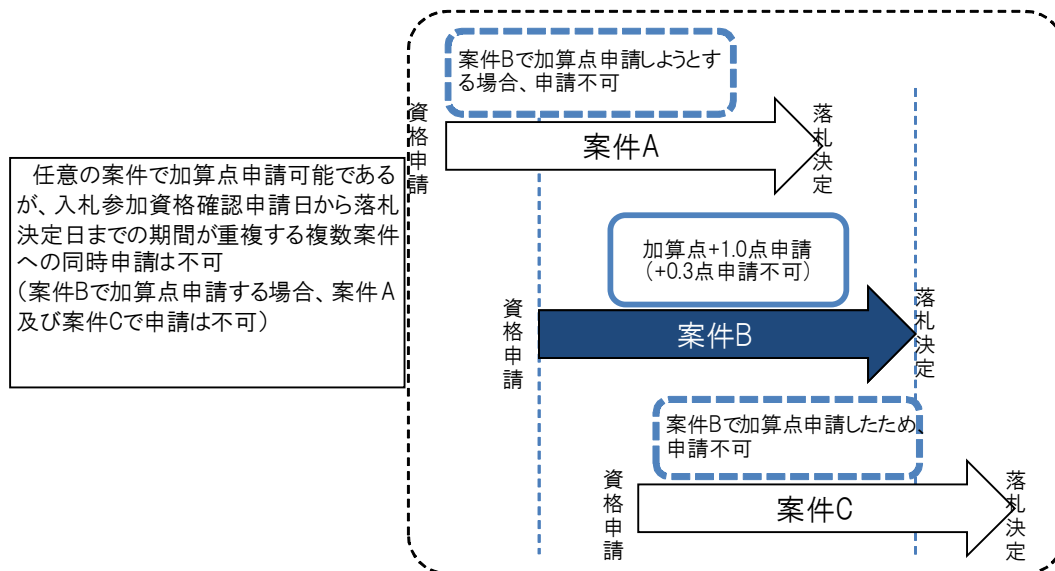 案件Bで加算点申請しようとす
る場合、申請不可
資格申請
案件A
落札決定
任意の案件で加算点申請可能である
が、入札参加資格確認申請日から落札
決定日までの期間が重複する複数案件
への同時申請は不可
(案件Bで加算点申請する場合、案件A
及び案件Cで申請は不可)
加算点+1.0点申請
(+0.3点申請不可)
資格申請
案件B
落札決定
案件Bで加算点申請したため、
申請不可
資格申請
案件C
落札決定